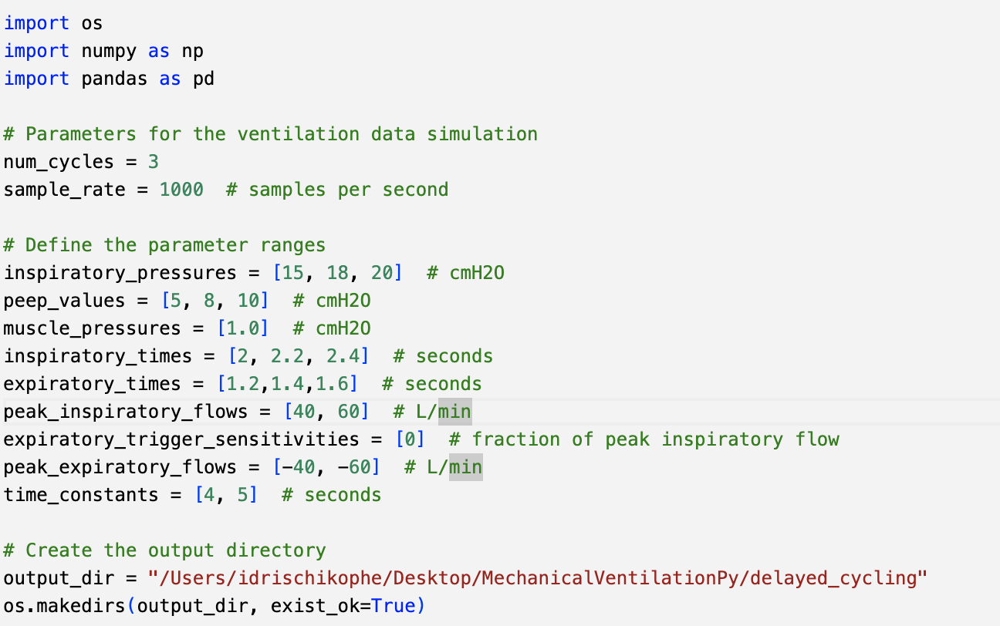 import os
import numpy as np
import pandas as pd
# Parameters for the ventilation data simulation
num_cycles = 3
sample_rate = 1000  # samples per second
# Define the parameter ranges
inspiratory_pressures = [15, 18, 20]  # cmH2O
peep_values = [5, 8, 10]  # cmH2O
muscle_pressures = [1.0]  # cmH2O
inspiratory_times = [2, 2.2, 2.4]  # seconds
expiratory_times = [1.2,1.4,1.6]  # seconds
peak_inspiratory_flows = [40, 60]  # L/min
expiratory_trigger_sensitivities = [0]  # fraction of peak inspiratory flow
peak_expiratory_flows = [-40, -60]  # L/min
time_constants = [4, 5]  # seconds
# Create the output directory
output_dir = "/Users/idrischikophe/Desktop/MechanicalVentilationPy/delayed_cycling"
os.makedirs(output_dir, exist_ok=True)